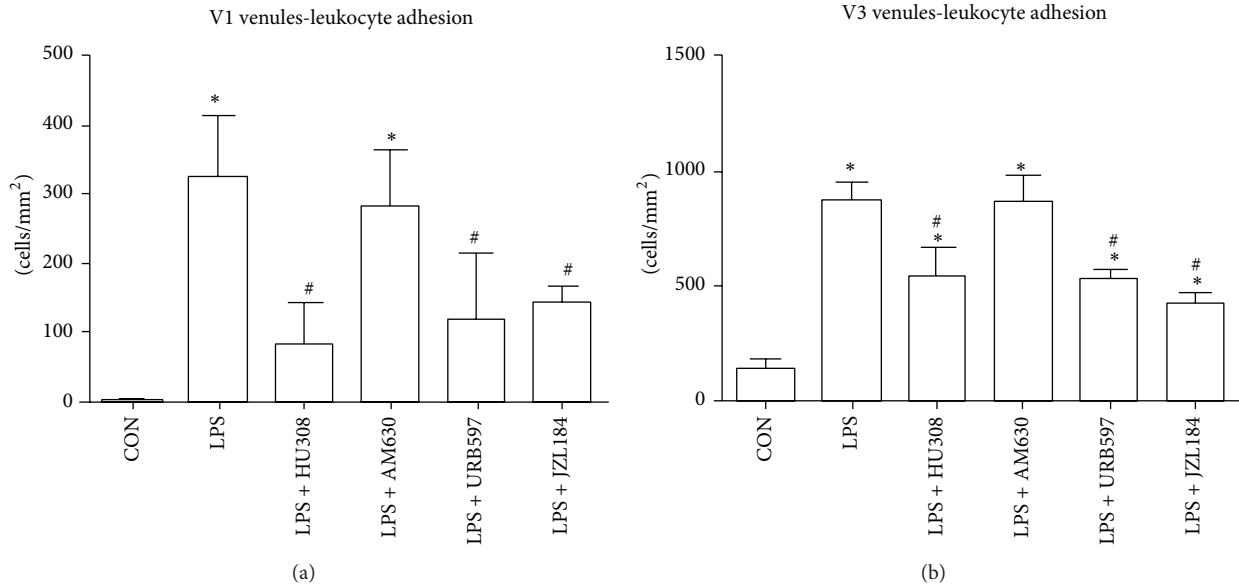 V1 venules-leukocyte adhesion
(cells/mm²)
500
400
300
200
100
0
*
#
*
#
#
CON
LPS
LPS + HU308
LPS + AM630
LPS + URB597
LPS + JZL184
(a)
V3 venules-leukocyte adhesion
(cells/mm²)
1500
1000
500
0
*
#
*
*
#
*
#
*
CON
LPS
LPS + HU308
LPS + AM630
LPS + URB597
LPS + JZL184
(b)